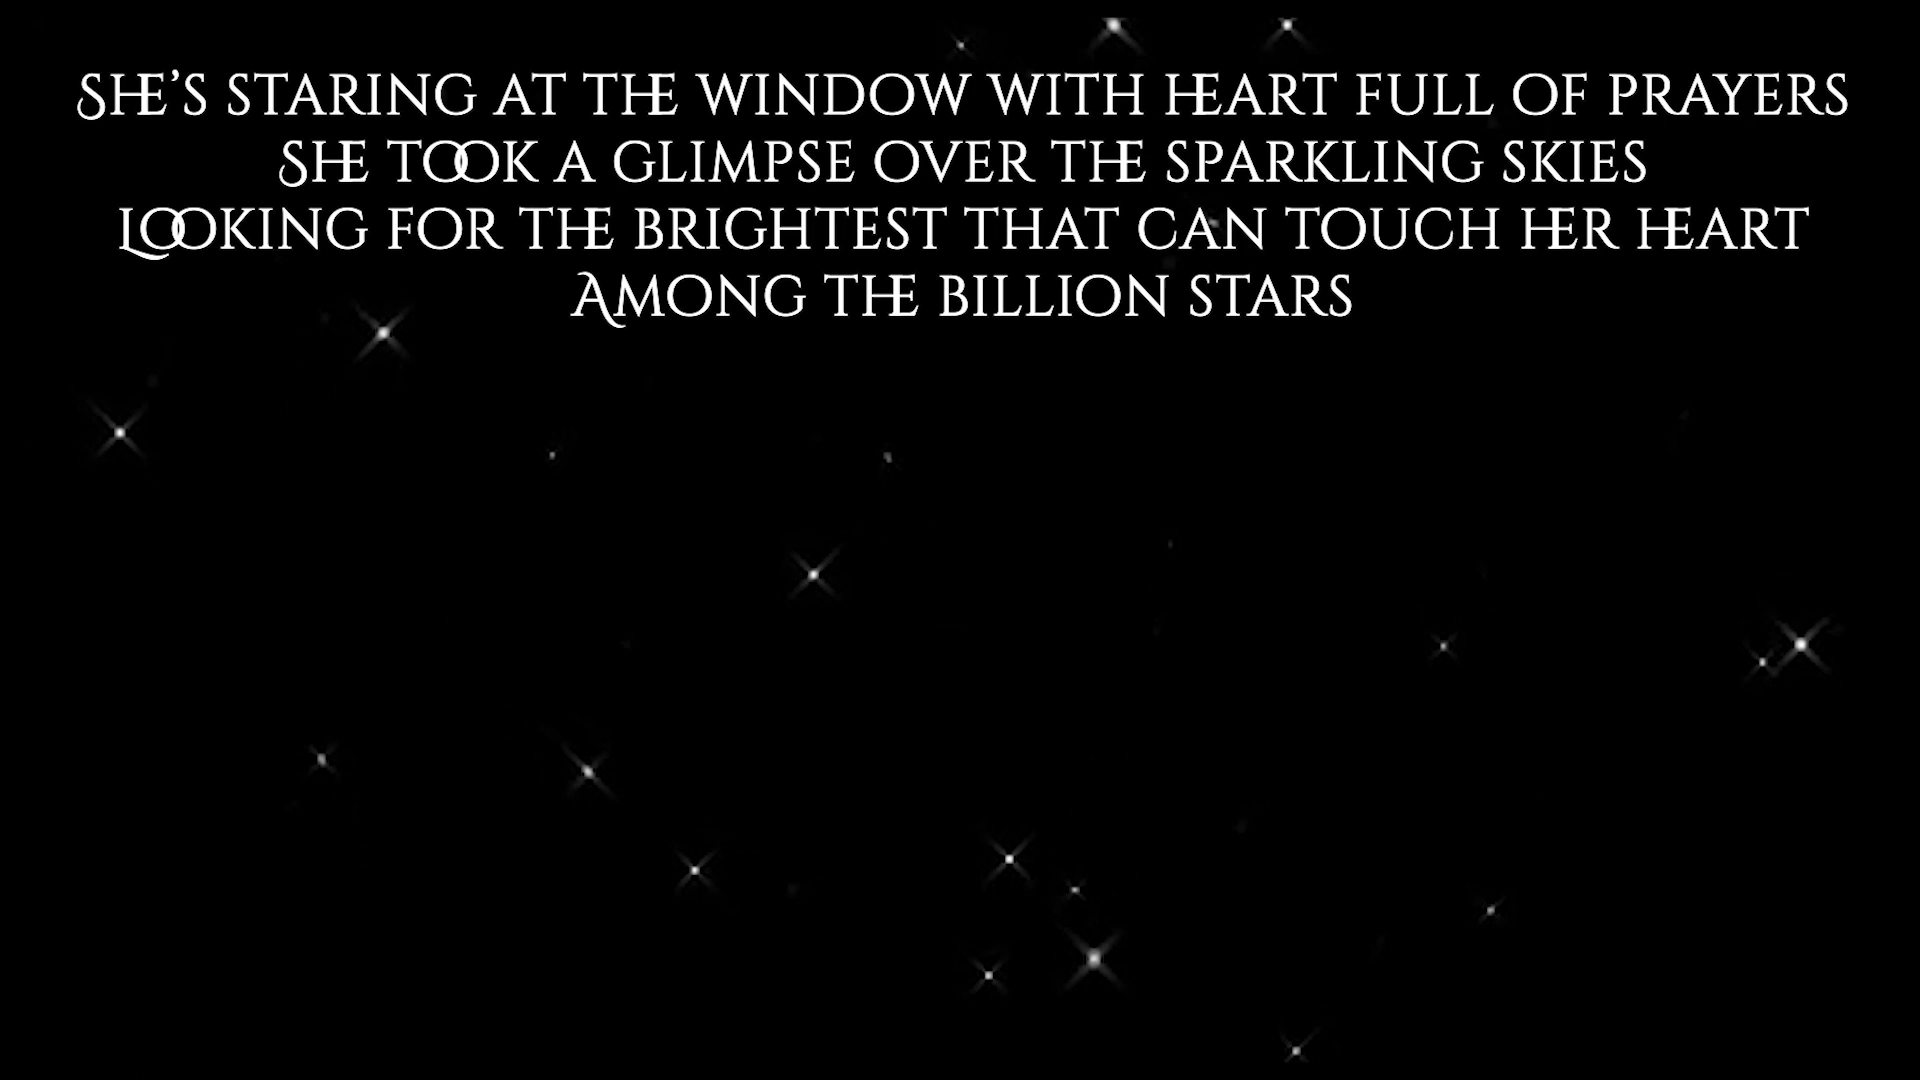 She’s staring at the window with heart full of prayers
She took a glimpse over the sparkling skies
Looking for the brightest that can touch her heart
Among the billion stars